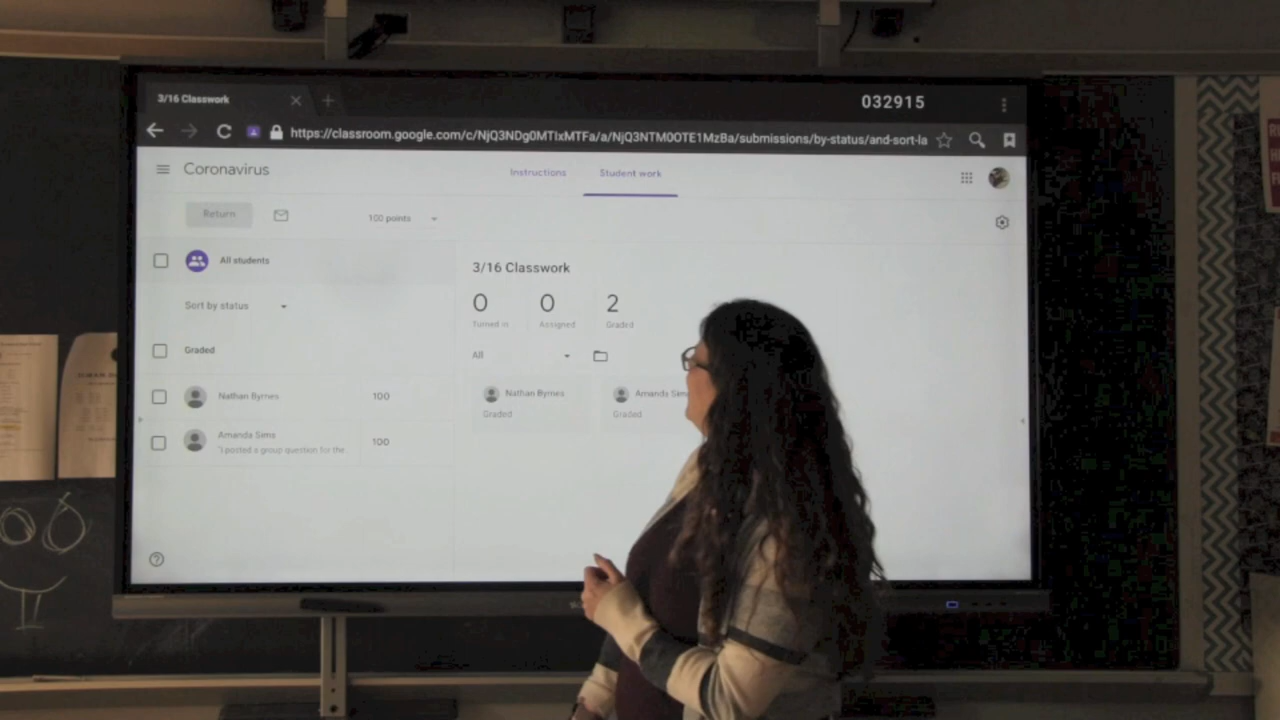 3/16 Classwork
032915
https://classroom.google.com/c/NjQ3NDg0MTIxMTFa/a/NjQ3NTM0OTE1MzBa/submissions/by-status/and-sort-la
Coronavirus
Instructions
Student work
Return
100 points
All students
3/16 Classwork
0
0
2
Turned in
Assigned
Graded
Sort by status
Graded
All
Nathan Byrnes
100
Nathan Byrnes
Amanda Sims
Graded
Graded
Amanda Sims
"I posted a group question for the
100